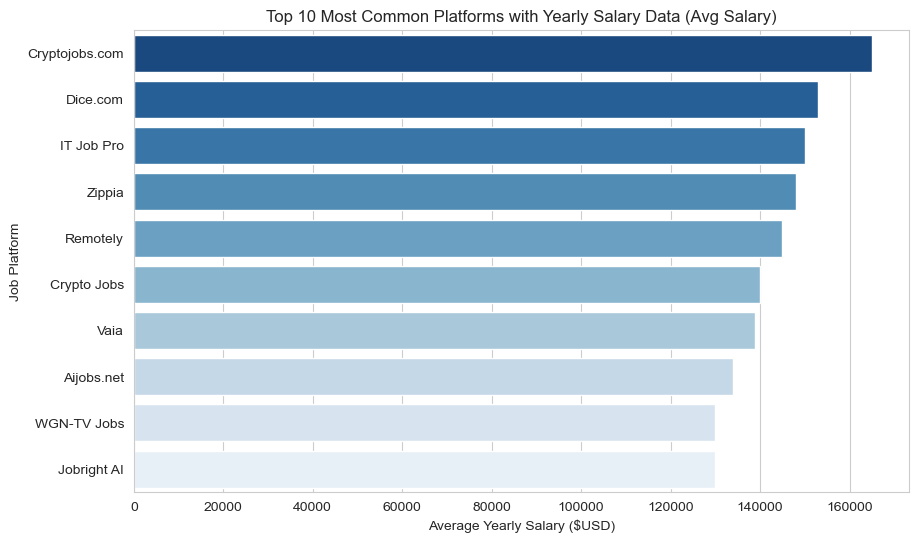 Top 10 Most Common Platforms with Yearly Salary Data (Avg Salary)
Job Platform
Cryptojobs.com
Dice.com
IT Job Pro
Zippia
Remotely
Crypto Jobs
Vaia
Aijobs.net
WGN-TV Jobs
Jobright AI
0 20000 40000 60000 80000 100000 120000 140000 160000
Average Yearly Salary ($USD)